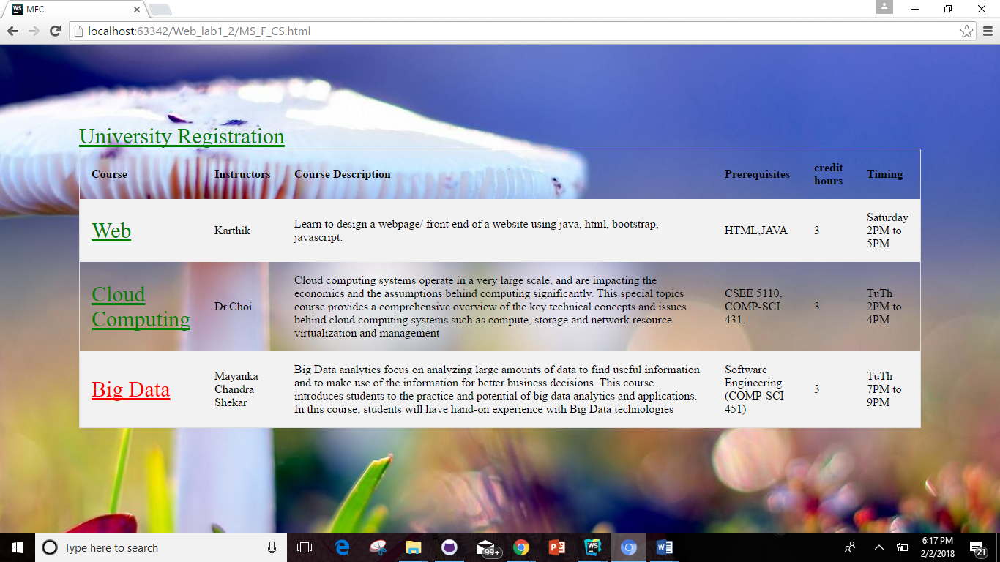 WS MFC
localhost:63342/Web_lab1_2/MS_F_CS.html
University Registration
Course Instructors Course Description Prerequisites credit hours Timing
Web
Karthik
Learn to design a webpage/ front end of a website using java, html, bootstrap,
javascript.
HTML,JAVA
3
Saturday
2PM to
5PM
Cloud
Computing
Dr.Choi
Cloud computing systems operate in a very large scale, and are impacting the
economics and the assumptions behind computing significantly. This special topics
course provides a comprehensive overview of the key technical concepts and issues
behind cloud computing systems such as compute, storage and network resource
virtualization and management
CSEE 5110,
COMP-SCI
431.
3
TuTh
2PM to
4PM
Big Data
Mayanka
Chandra
Shekar
Big Data analytics focus on analyzing large amounts of data to find useful information
and to make use of the information for better business decisions. This course
introduces students to the practice and potential of big data analytics and applications.
In this course, students will have hand-on experience with Big Data technologies
Software
Engineering
(COMP-SCI
451)
3
TuTh
7PM to
9PM
Type here to search
99+
WS
6:17 PM
2/2/2018
21